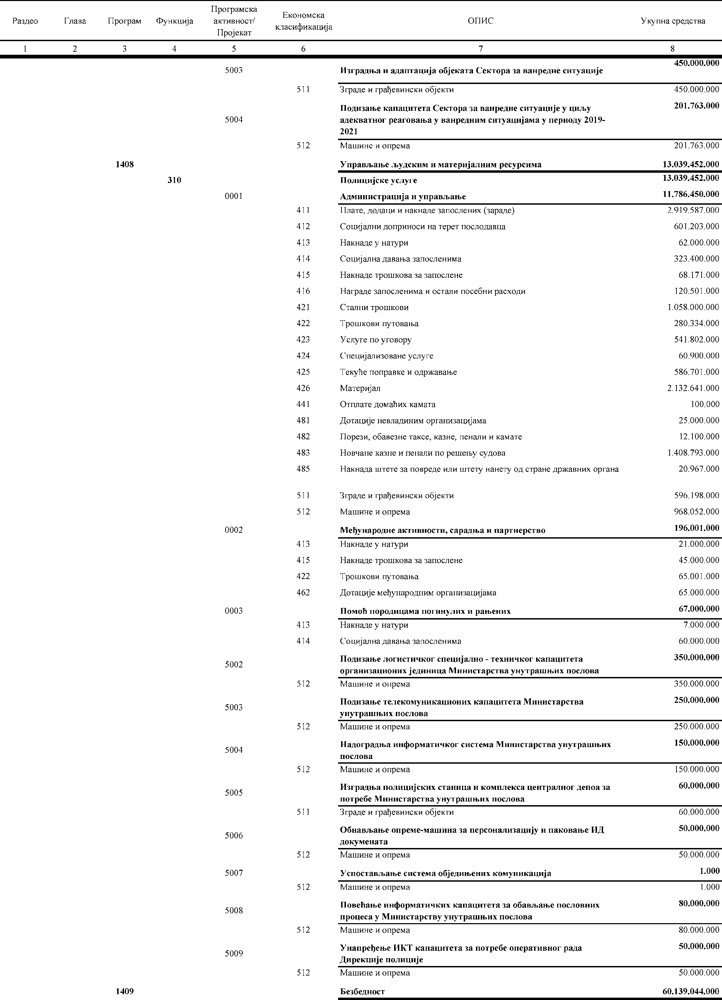 Раздео Глава Програм Функција Програмска активност/ Пројекат Економска класификација ОПИС Укупна средства
1 2 3 4 5 6 7 8
5003 Изградња и адаптација објеката Сектора за ванредне ситуације 450.000.000
511 Зграде и грађевински објекти 450.000.000
Подизање капацитета Сектора за ванредне ситуације у циљу 201.763.000
5004 адекватног реаговања у ванредним ситуацијама у периоду 2019-
2021
512 Машине и опрема 201.763.000
1408 Управљање људским и материјалним ресурсима 13.039.452.000
310 Полицијске услуге 13.039.452.000
0001 Администрација и управљање 11.786.450.000
411 Плате, додаци и накнаде запослених (зараде) 2.919.587.000
412 Социјални доприноси на терет послодавца 601.203.000
413 Накнаде у натури 62.000.000
414 Социјална давања запосленима 323.400.000
415 Накнаде трошкова за запослене 68.171.000
416 Награде запосленима и остали посебни расходи 120.501.000
421 Стални трошкови 1.058.000.000
422 Трошкови путовања 280.334.000
423 Услуге по уговору 541.802.000
424 Специјализоване услуге 60.900.000
425 Текуће поправке и одржавање 586.701.000
426 Материјал 2.132.641.000
441 Отплате домаћих камата 100.000
481 Дотације невладиним организацијама 25.000.000
482 Порези, обавезне таксе, казне, пенали и камате 12.100.000
483 Новчане казне и пенали по решењу судова 1.408.793.000
485 Накнада штете за повреде или штету нанету од стране државних органа 20.967.000
511 Зграде и грађевински објекти 596.198.000
512 Машине и опрема 968.052.000
0002 Међународне активности, сарадња и партнерство 196.001.000
413 Накнаде у натури 21.000.000
415 Накнаде трошкова за запослене 45.000.000
422 Трошкови путовања 65.001.000
462 Дотације међународним организацијама 65.000.000
0003 Помоћ породицама погинулих и рањених 67.000.000
413 Накнаде у натури 7.000.000
414 Социјална давања запосленима 60.000.000
5002 Подизање логистичког специјално - техничког капацитета 350.000.000
организационих јединица Министарства унутрашњих послова
512 Машине и опрема 350.000.000
5003 Подизање телекомуникационих капацитета Министарства 250.000.000
унутрашњих послова
512 Машине и опрема 250.000.000
5004 Надоградња информатичког система Министарства унутрашњих 150.000.000
послова
512 Машине и опрема 150.000.000
5005 Изградња полицијских станица и комплекса централног депоа за 60.000.000
потребе Министарства унутрашњих послова
511 Зграде и грађевински објекти 60.000.000
5006 Обнављање опреме-машина за персонализацију и паковање ИД 50.000.000
докумената
512 Машине и опрема 50.000.000
5007 Успостављање система обједињених комуникација 1.000
512 Машине и опрема 1.000
5008 Повећање информатичких капацитета за обављање пословних 80.000.000
процеса у Министарству унутрашњих послова
512 Машине и опрема 80.000.000
5009 Унапређење ИКТ капацитета за потребе оперативног рада 50.000.000
Дирекције полиције
512 Машине и опрема 50.000.000
1409 Безбедност 60.139.044.000